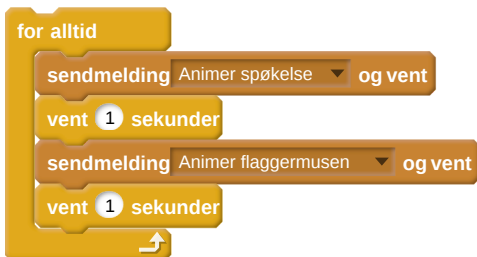 for alltid
sendmelding Animer spøkelse og vent
vent 1 sekunder
sendmelding Animer flaggermusen og vent
vent 1 sekunder